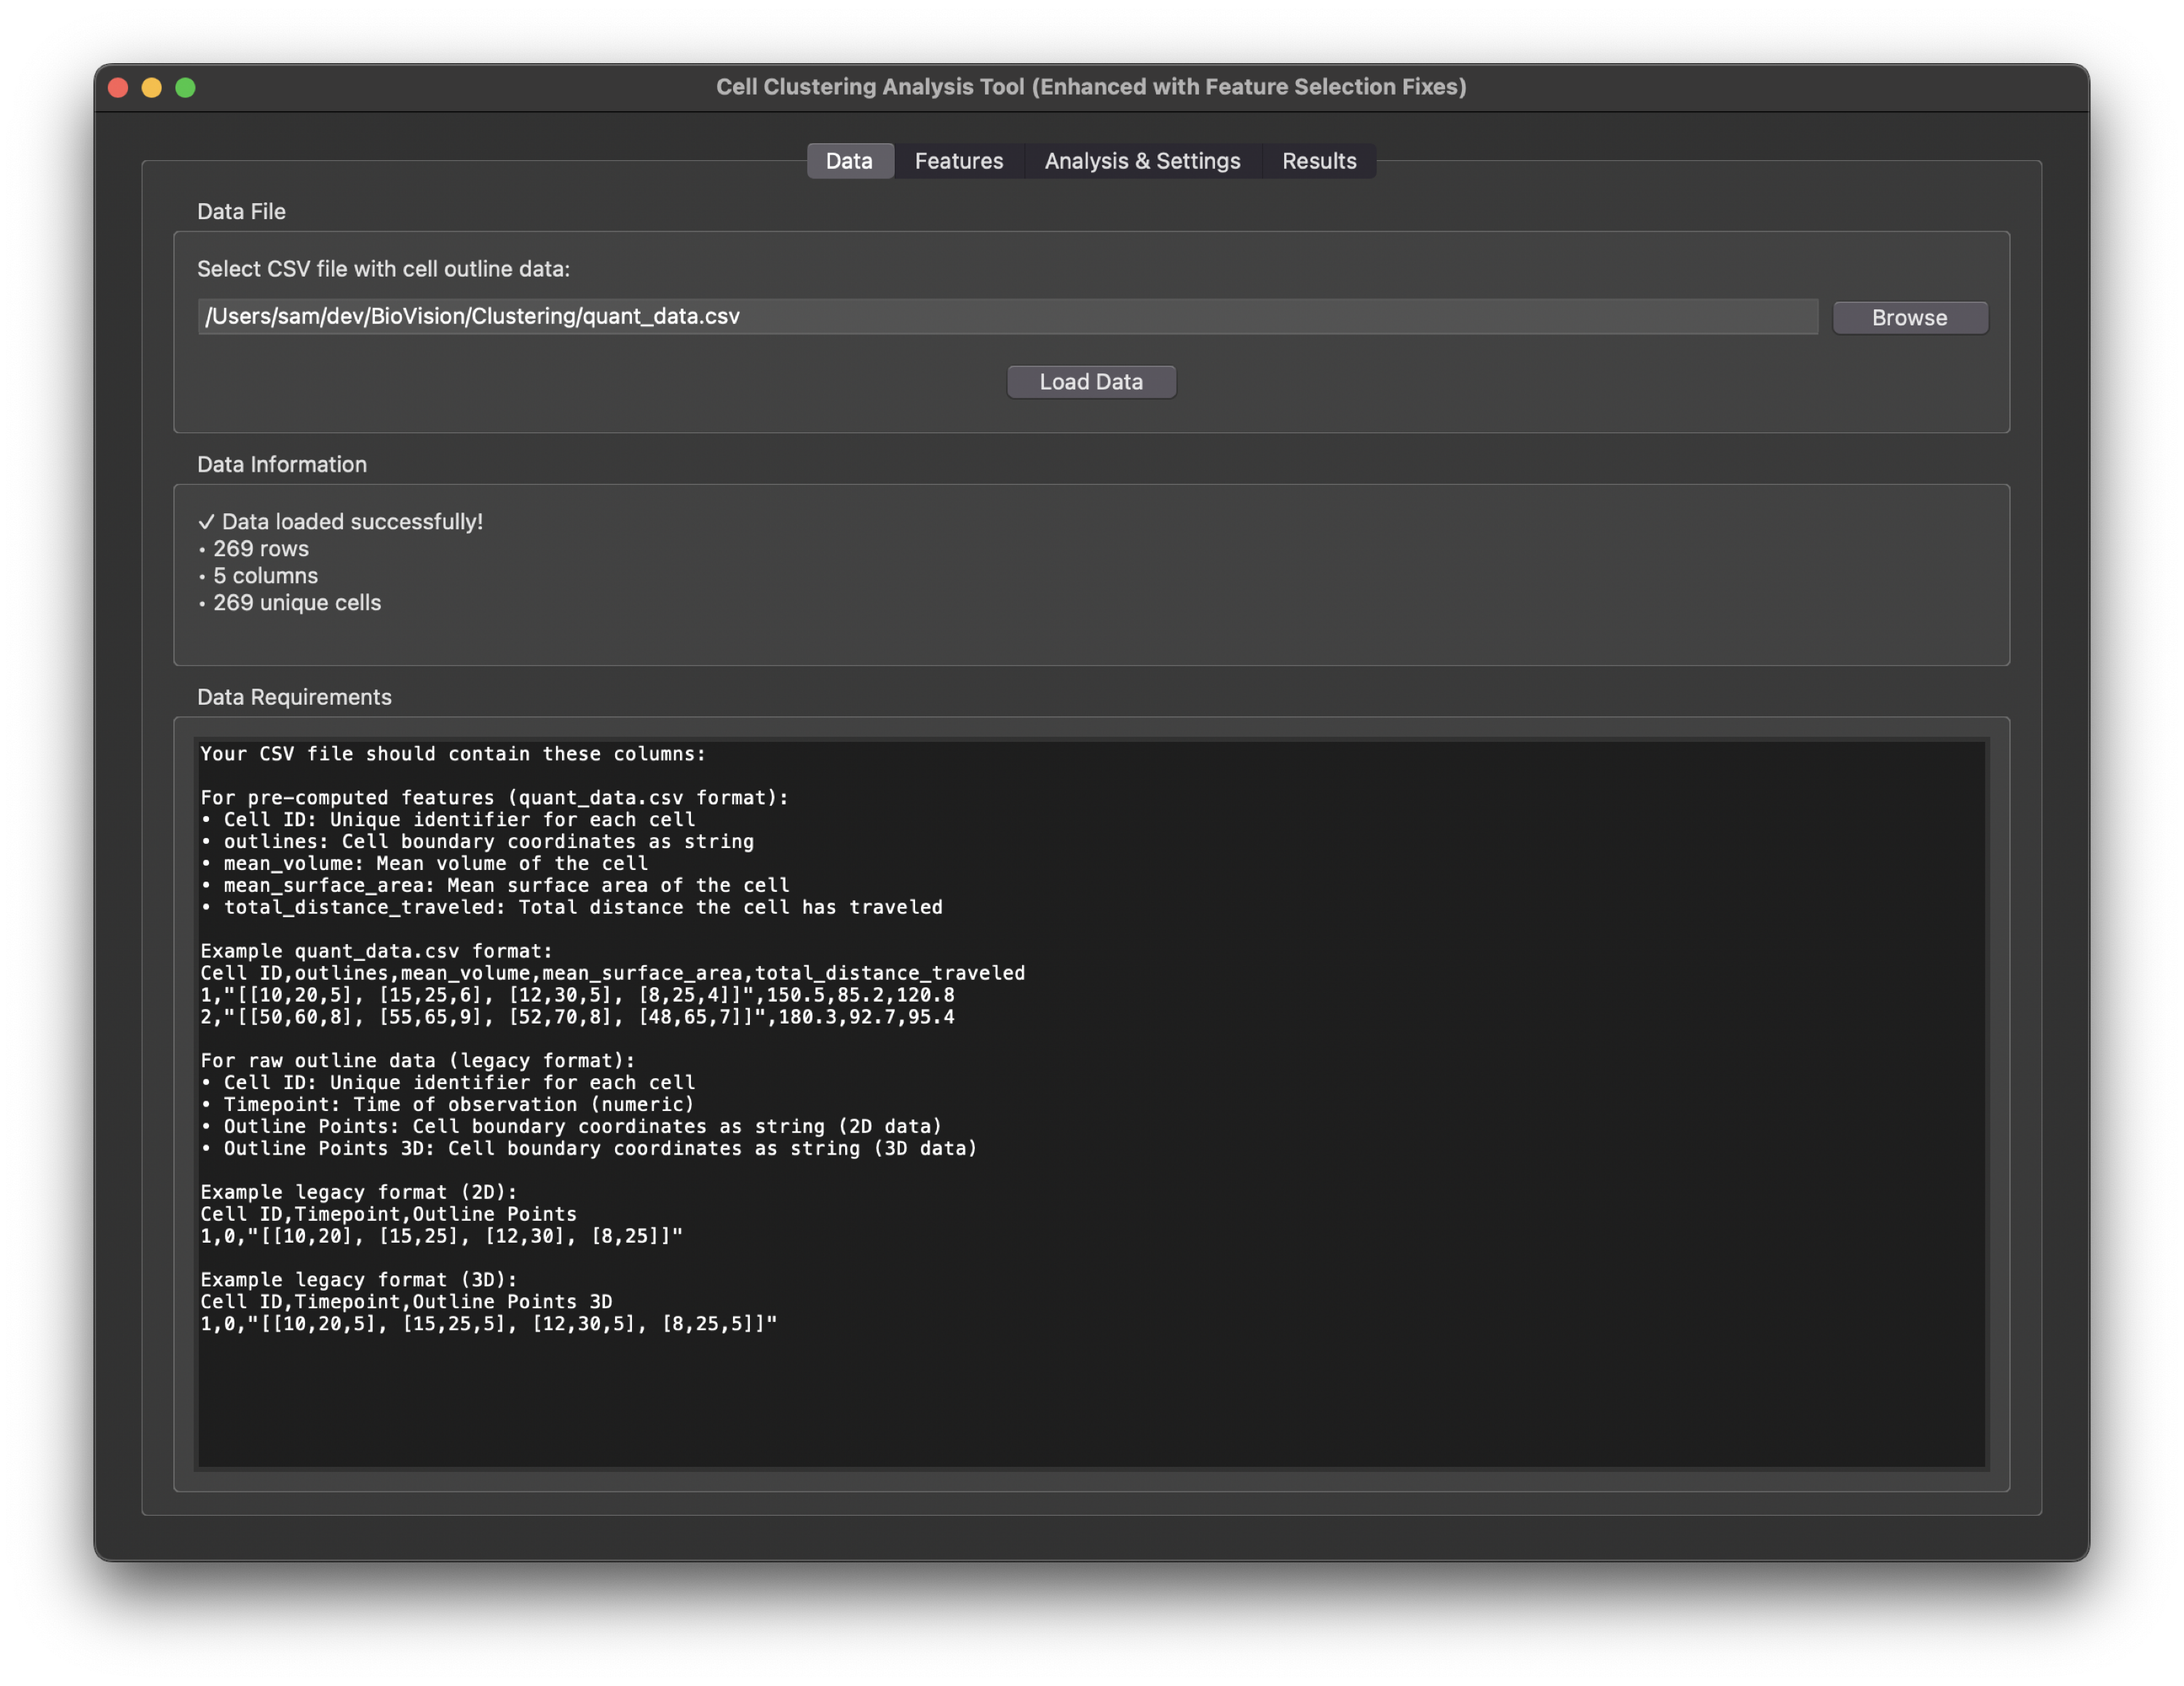 Cell Clustering Analysis Tool (Enhanced with Feature Selection Fixes)
Data Features Analysis & Settings Results
Data File
Select CSV file with cell outline data:
/Users/sam/dev/BioVision/Clustering/quant_data.csv Browse
Load Data
Data Information
✓ Data loaded successfully!
• 269 rows
• 5 columns
• 269 unique cells
Data Requirements
Your CSV file should contain these columns:
For pre-computed features (quant_data.csv format):
• Cell ID: Unique identifier for each cell
• outlines: Cell boundary coordinates as string
• mean_volume: Mean volume of the cell
• mean_surface_area: Mean surface area of the cell
• total_distance_traveled: Total distance the cell has traveled
Example quant_data.csv format:
Cell ID,outlines,mean_volume,mean_surface_area,total_distance_traveled
1,"[[10,20,5], [15,25,6], [12,30,5], [8,25,4]]",150.5,85.2,120.8
2,"[[50,60,8], [55,65,9], [52,70,8], [48,65,7]]",180.3,92.7,95.4
For raw outline data (legacy format):
• Cell ID: Unique identifier for each cell
• Timepoint: Time of observation (numeric)
• Outline Points: Cell boundary coordinates as string (2D data)
• Outline Points 3D: Cell boundary coordinates as string (3D data)
Example legacy format (2D):
Cell ID,Timepoint,Outline Points
1,0,"[[10,20], [15,25], [12,30], [8,25]]"
Example legacy format (3D):
Cell ID,Timepoint,Outline Points 3D
1,0,"[[10,20,5], [15,25,5], [12,30,5], [8,25,5]]"